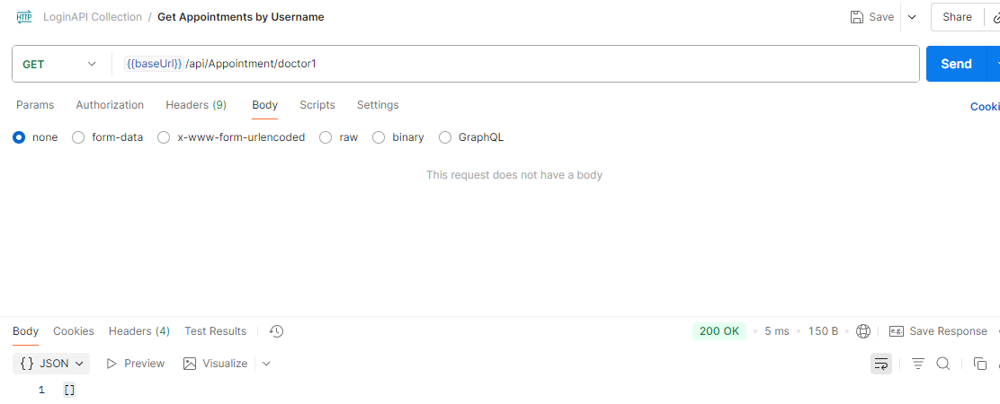 HTTP LoginAPI Collection / Get Appointments by Username Save Share
GET {{baseUrl}} /api/Appointment/doctor1 Send
Params Authorization Headers (9) Body Scripts Settings Cooki
none form-data x-www-form-urlencoded raw binary GraphQL
This request does not have a body
Body Cookies Headers (4) Test Results 200 OK • 5 ms • 150 B e.g. Save Response
{} JSON Preview Visualize
1 []